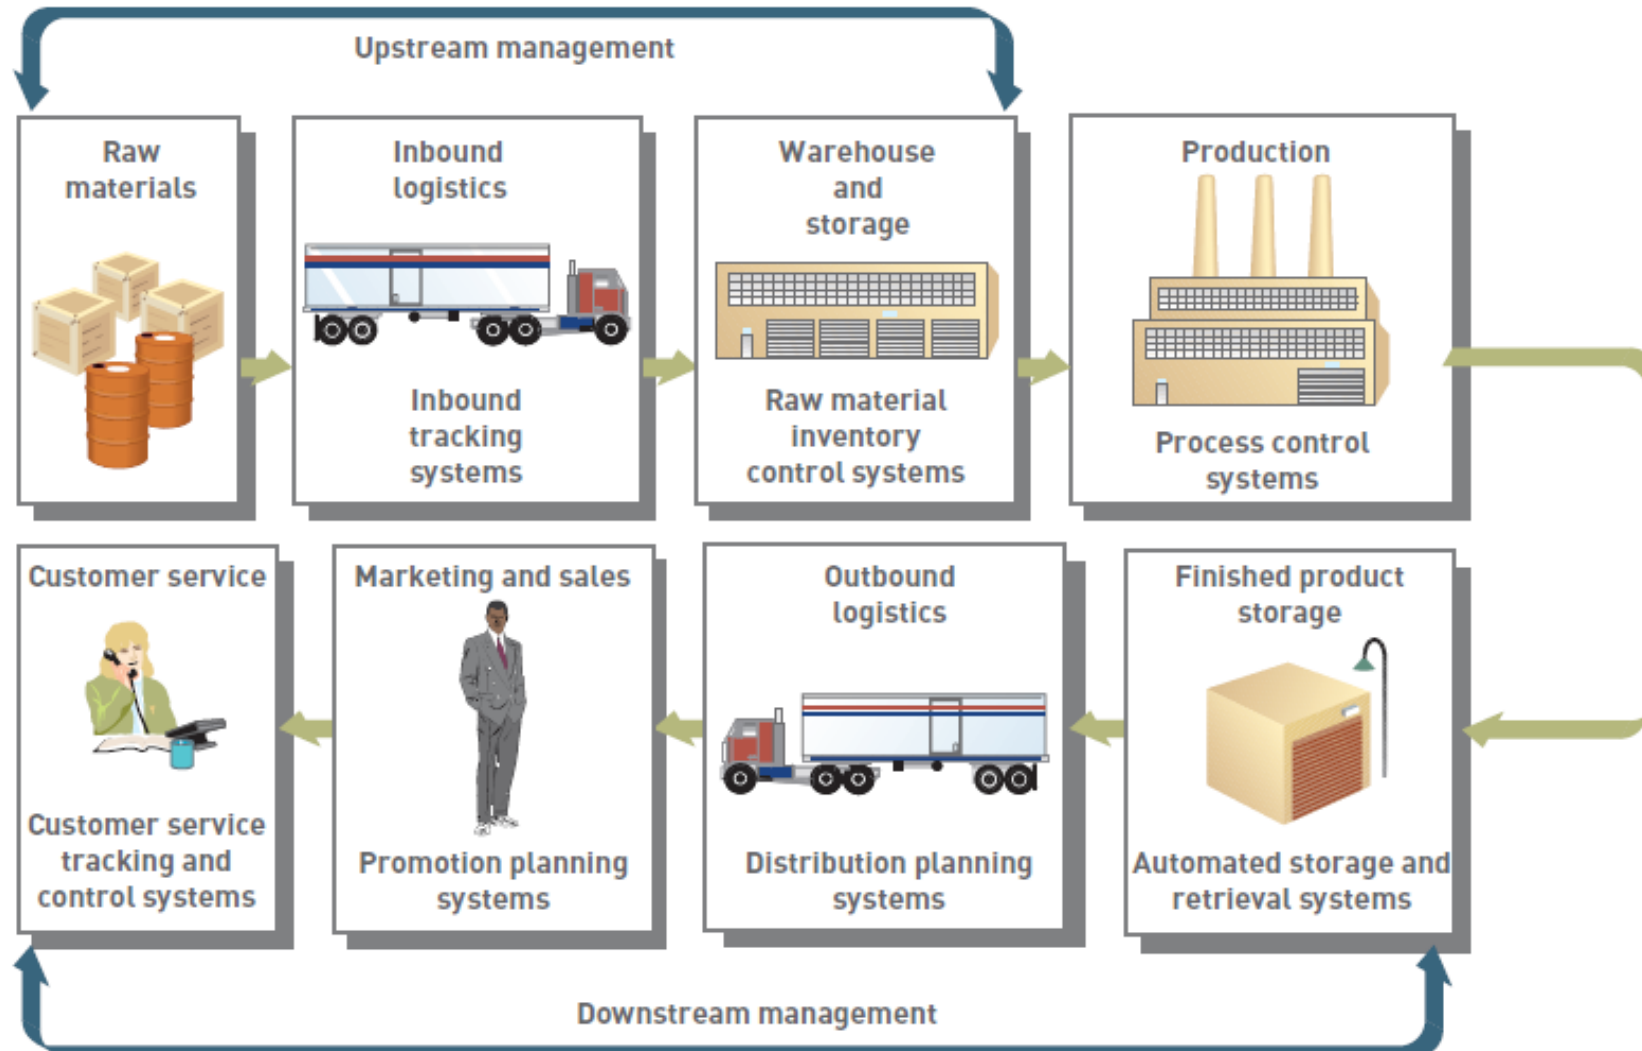 Upstream management
Raw
materials
Inbound
logistics
Inbound
tracking
systems
Warehouse
and
storage
Raw material
inventory
control systems
Production
Process control
systems
Customer service
Customer service
tracking and
control systems
Marketing and sales
Promotion planning
systems
Outbound
logistics
Distribution planning
systems
Finished product
storage
Automated storage and
retrieval systems
Downstream management